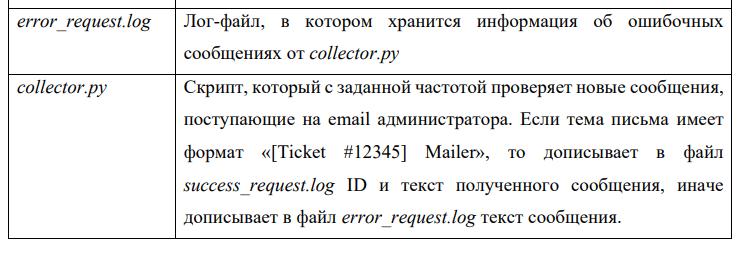 error_request.log
Лог-файл, в котором хранится информация об ошибочных
сообщениях от collector.py
collector.py
Скрипт, который с заданной частотой проверяет новые сообщения,
поступающие на email администратора. Если тема письма имеет
формат «[Ticket #12345] Mailer», то дописывает в файл
success_request.log ID и текст полученного сообщения, иначе
дописывает в файл error_request.log текст сообщения.